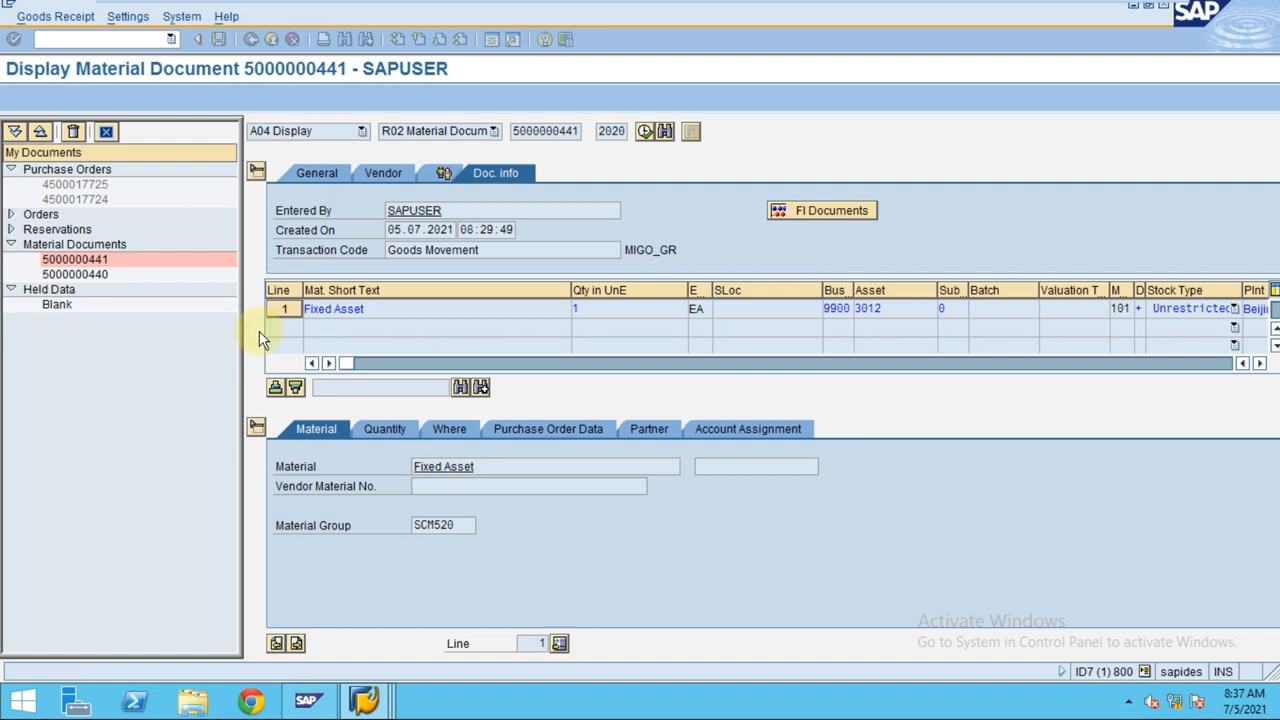 Goods Receipt Settings System Help
SAP
Display Material Document 5000000441 - SAPUSER
My Documents
Purchase Orders
4500017725
4500017724
Orders
Reservations
Material Documents
5000000441
5000000440
Held Data
Blank
A04 Display R02 Material Docum 5000000441 2020
General Vendor Doc. info
Entered By SAPUSER FI Documents
Created On 05.07.2021 08:29:49
Transaction Code Goods Movement MIGO_GR
Line Mat. Short Text Qty in UnE E... SLoc Bus... Asset Sub... Batch Valuation T... M... D Stock Type Plnt
1 Fixed Asset 1 EA 9900 3012 0 101 + Unrestricted Beiji
Material Quantity Where Purchase Order Data Partner Account Assignment
Material Fixed Asset
Vendor Material No.
Material Group SCM520
Activate Windows
Go to System in Control Panel to activate Windows.
Line 1
ID7 (1) 800 sapides INS
SAP
8:37 AM
7/5/2021